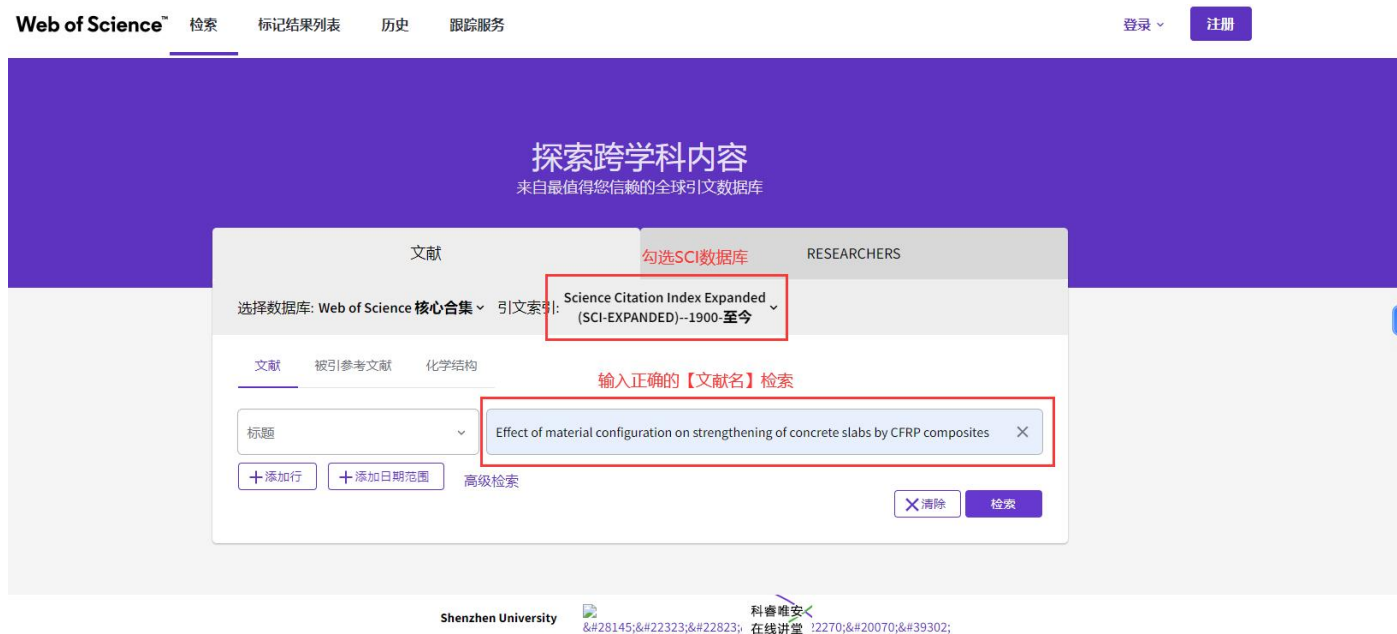 Web of Science™ 检索 标记结果列表 历史 跟踪服务 登录 注册
探索跨学科内容
来自最值得您信赖的全球引文数据库
文献 勾选SCI数据库 RESEARCHERS
选择数据库: Web of Science 核心合集 引文索引: Science Citation Index Expanded
(SCI-EXPANDED)--1900-至今
文献 被引参考文献 化学结构
输入正确的【文献名】检索
标题 Effect of material configuration on strengthening of concrete slabs by CFRP composites
+添加行 +添加日期范围 高级检索
清除 检索
Shenzhen University 科睿唯安
&#28145;&#22323;&#22823; 在线讲堂 22270;&#20070;&#39302;